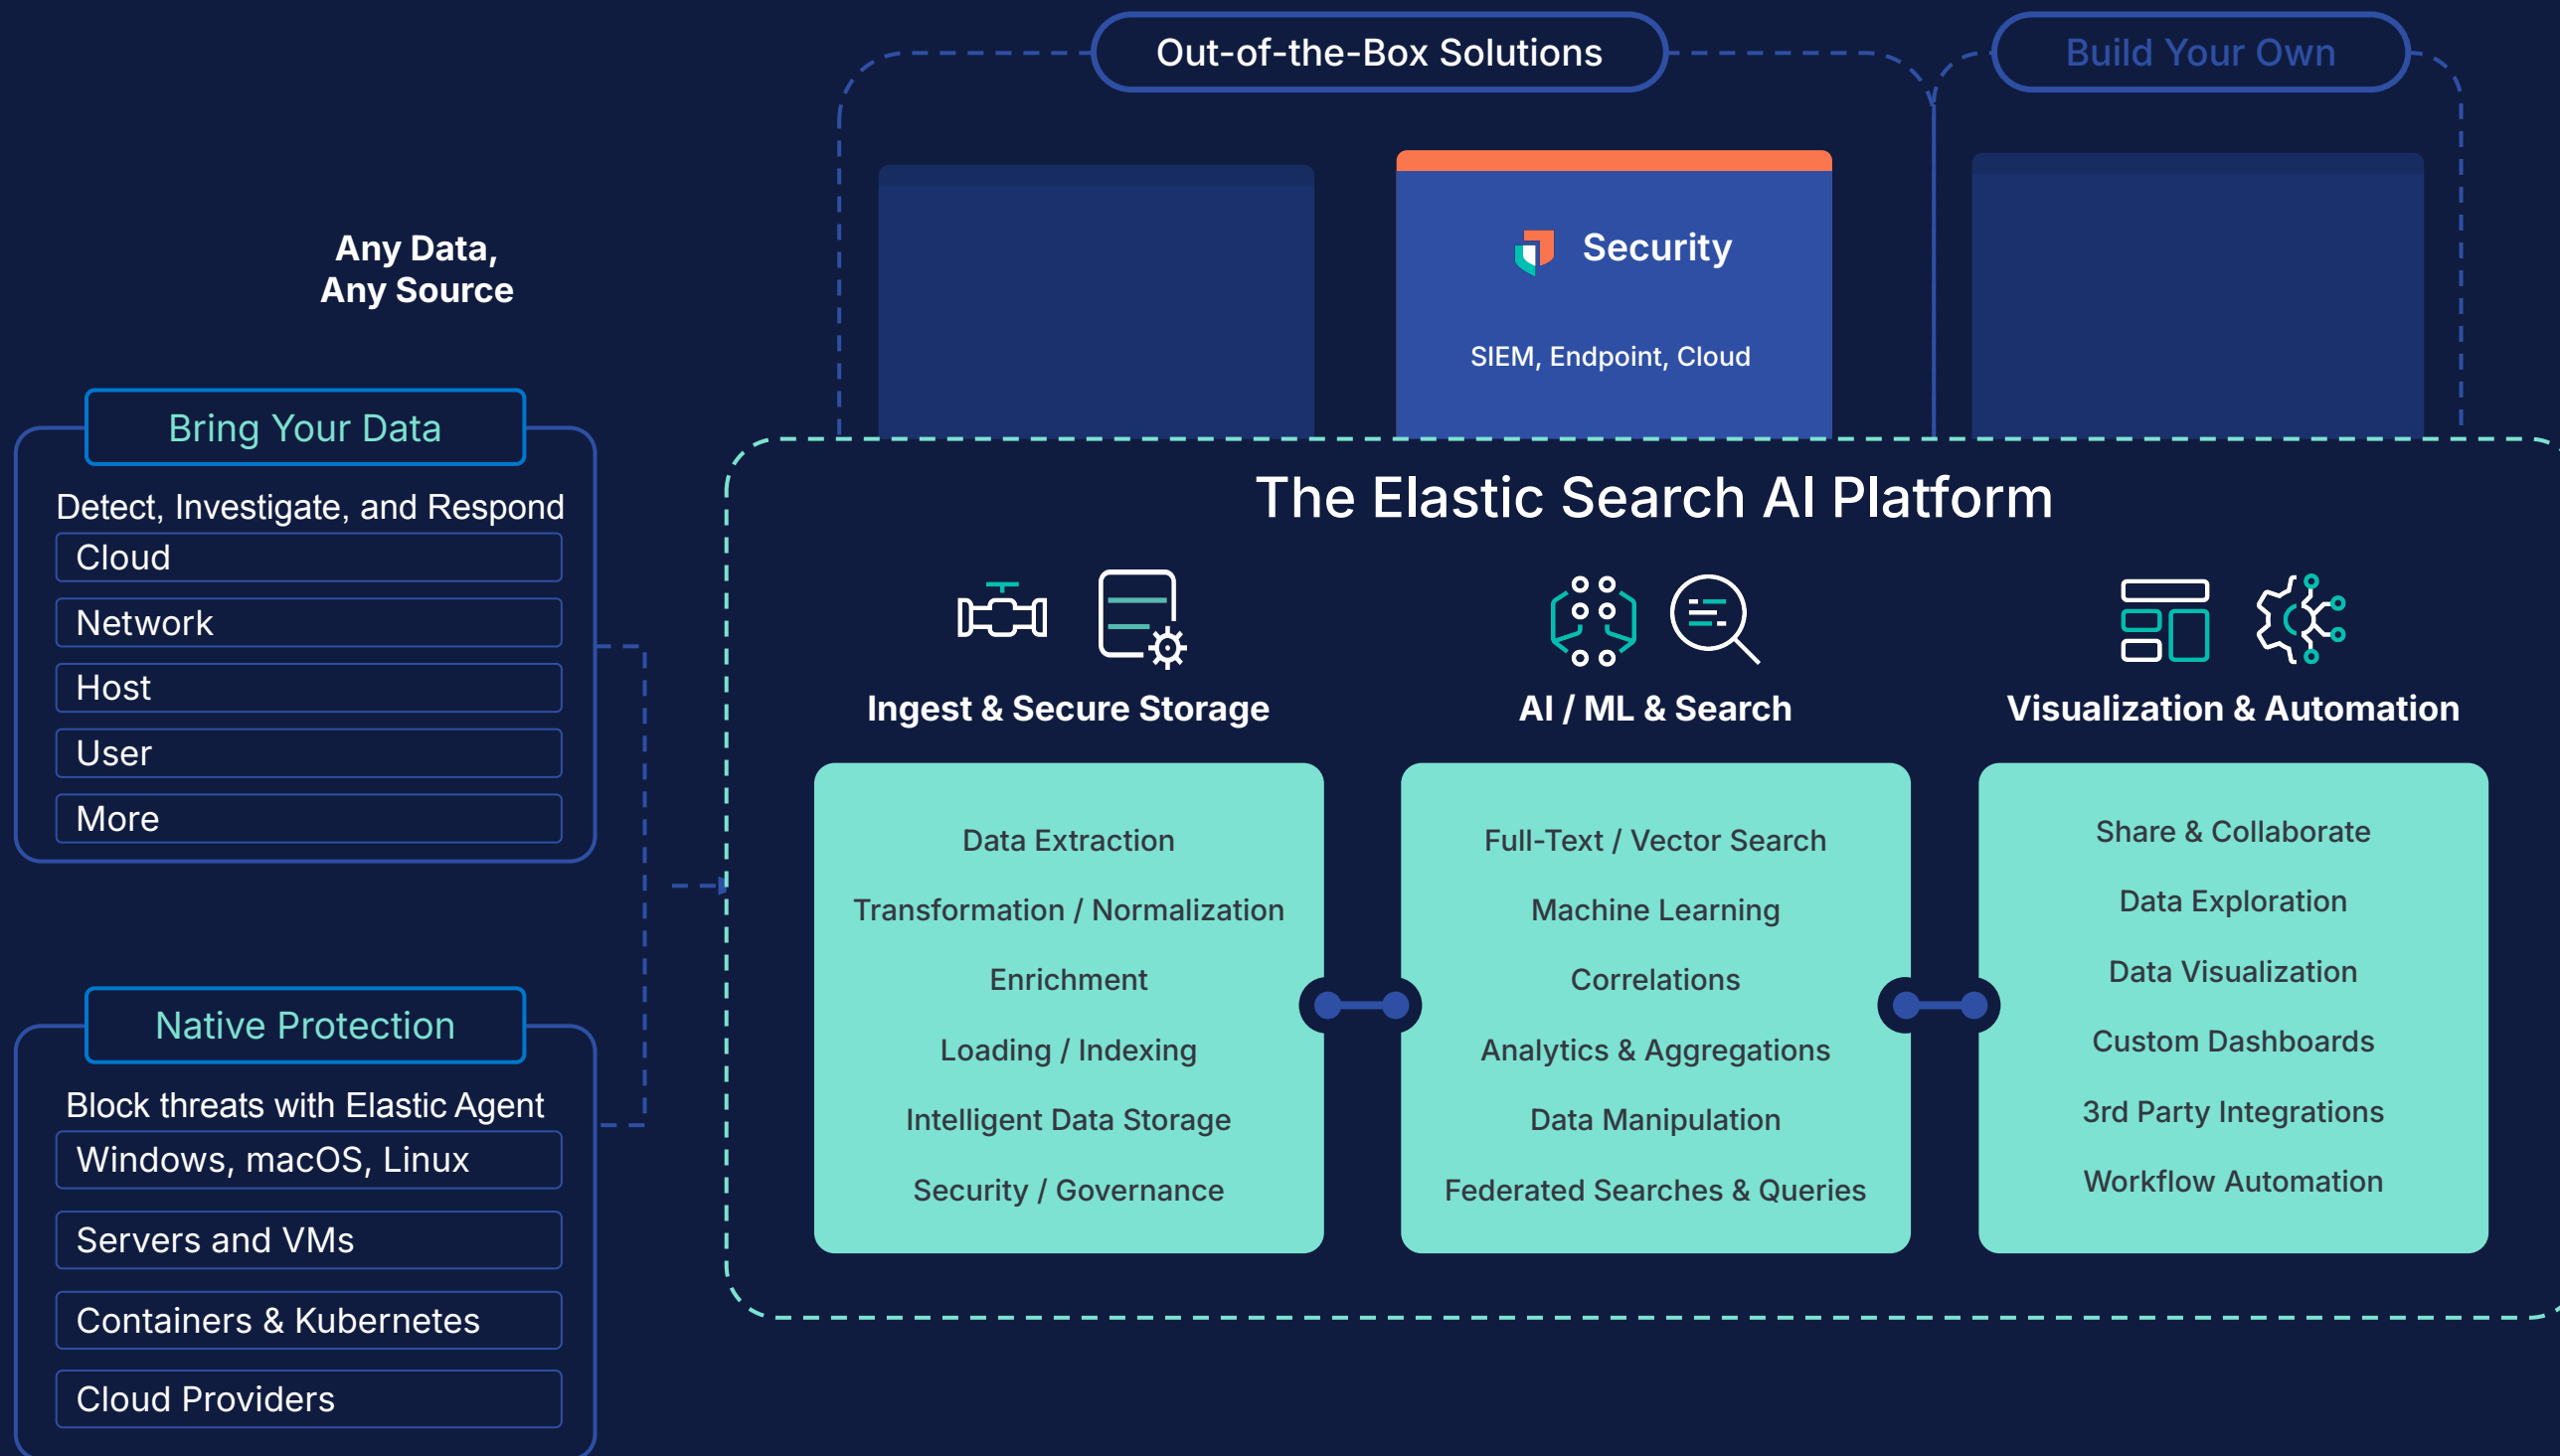 Out-of-the-Box Solutions
Build Your Own
Security
SIEM, Endpoint, Cloud
Any Data,
Any Source
Bring Your Data
Detect, Investigate, and Respond
Cloud
Network
Host
User
More
Native Protection
Block threats with Elastic Agent
Windows, macOS, Linux
Servers and VMs
Containers & Kubernetes
Cloud Providers
The Elastic Search AI Platform
Ingest & Secure Storage
Data Extraction
Transformation / Normalization
Enrichment
Loading / Indexing
Intelligent Data Storage
Security / Governance
AI / ML & Search
Full-Text / Vector Search
Machine Learning
Correlations
Analytics & Aggregations
Data Manipulation
Federated Searches & Queries
Visualization & Automation
Share & Collaborate
Data Exploration
Data Visualization
Custom Dashboards
3rd Party Integrations
Workflow Automation